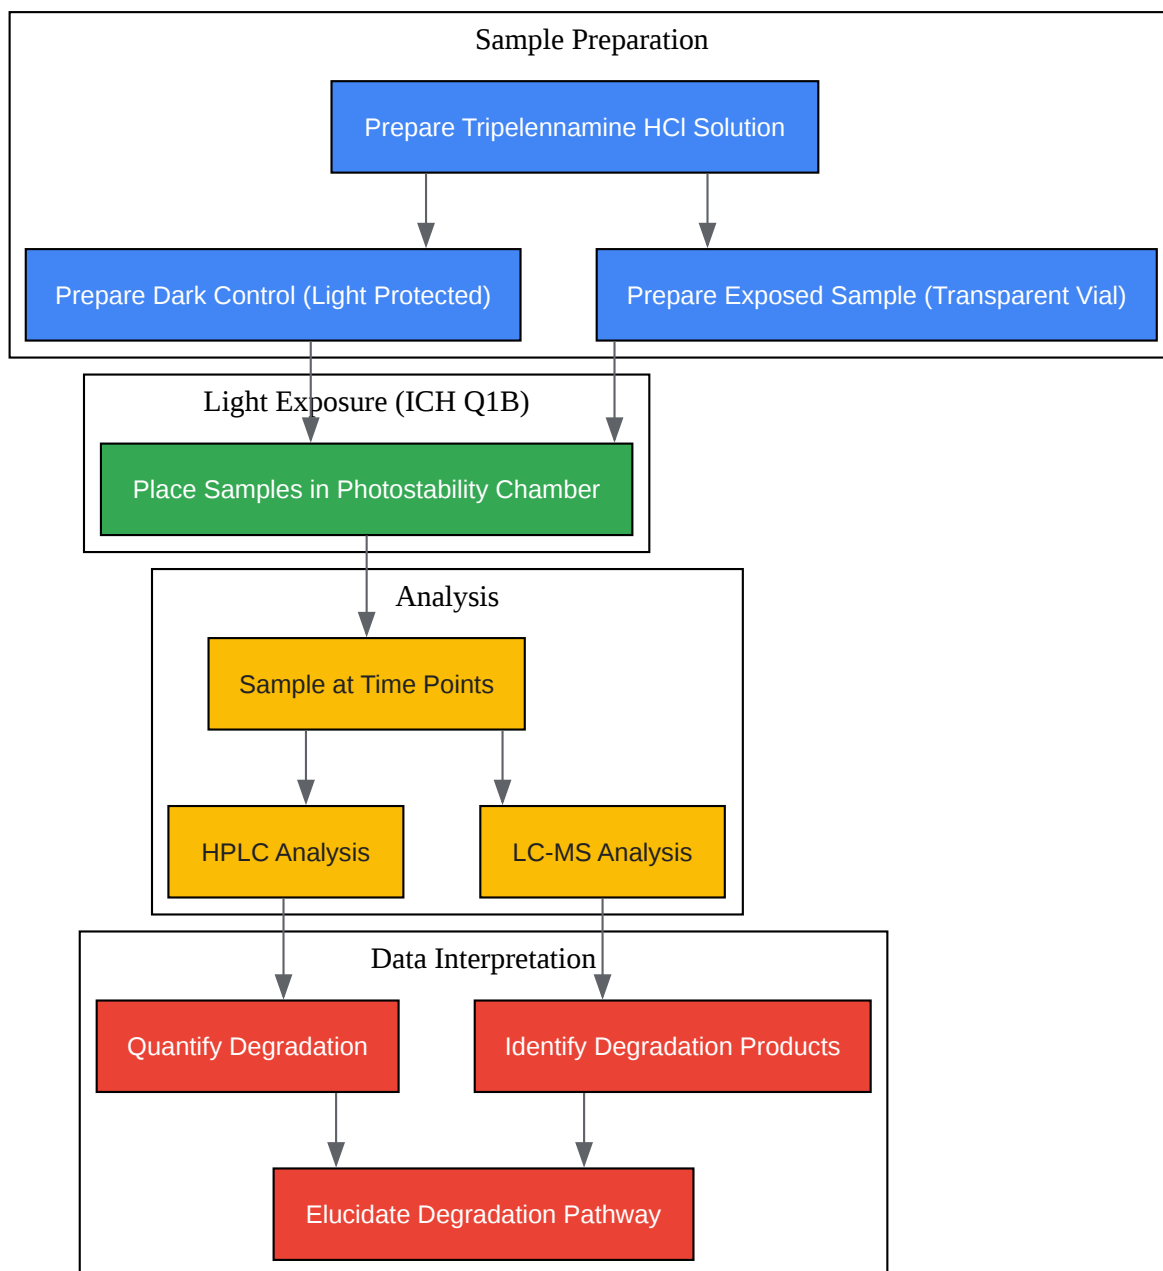 Sample Preparation
Prepare Tripelennamine HCl Solution
Prepare Dark Control (Light Protected)
Prepare Exposed Sample (Transparent Vial)
Light Exposure (ICH Q1B)
Place Samples in Photostability Chamber
Analysis
Sample at Time Points
HPLC Analysis
LC-MS Analysis
Data Interpretation
Quantify Degradation
Identify Degradation Products
Elucidate Degradation Pathway